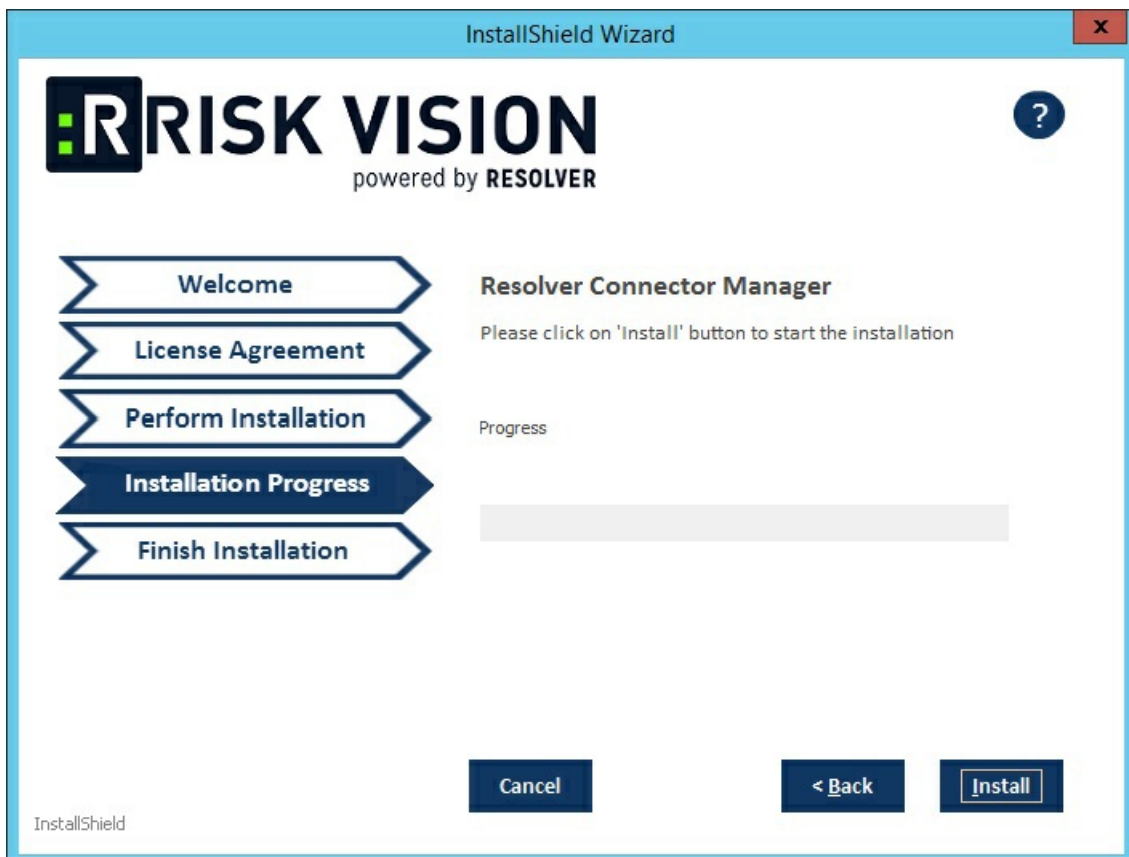 InstallShield Wizard
x
:R RISK VISION
powered by RESOLVER
?
Welcome
License Agreement
Perform Installation
Installation Progress
Finish Installation
Resolver Connector Manager
Please click on 'Install' button to start the installation
Progress
Cancel
< Back
Install
InstallShield